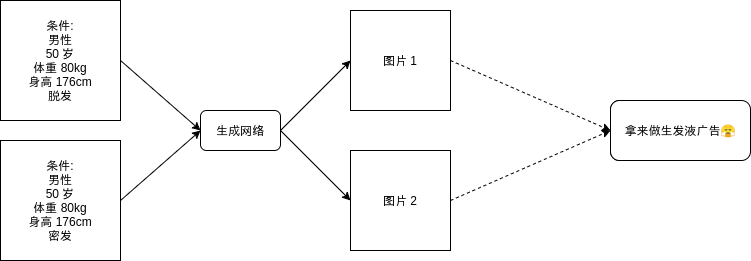 条件:
男性
50 岁
体重 80kg
身高 176cm
脱发
条件:
男性
50 岁
体重 80kg
身高 176cm
密发
生成网络
图片 1
图片 2
拿来做生发液广告😤